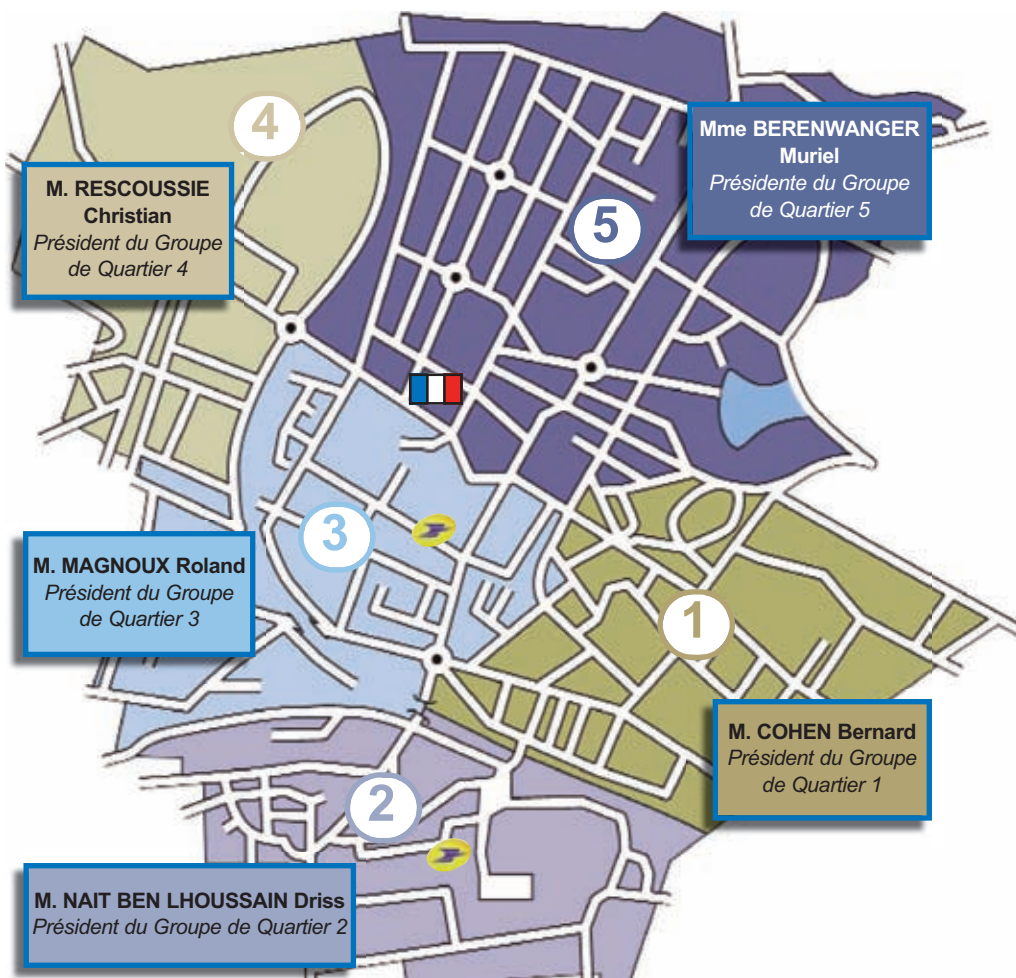 4
M. RESCOUSSIE
Christian
Président du Groupe
de Quartier 4
Mme BERENWANGER
Muriel
Présidente du Groupe
de Quartier 5
5
3
M. MAGNOUX Roland
Président du Groupe
de Quartier 3
1
M. COHEN Bernard
Président du Groupe
de Quartier 1
2
M. NAIT BEN LHOUSSAIN Driss
Président du Groupe de Quartier 2